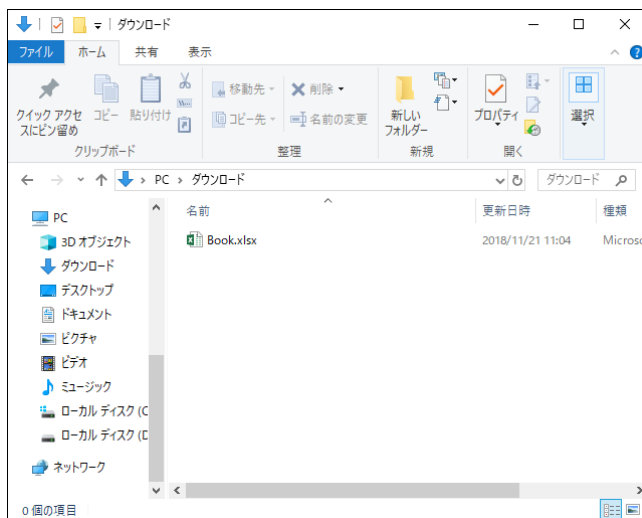 ダウンロード
ファイル ホーム 共有 表示
クイック アクセスにピン留め コピー 貼り付け 移動先 削除 コピー先 名前の変更 新しいフォルダー プロパティ 選択
クリップボード 整理 新規 開く
PC › ダウンロード ダウンロード
名前 更新日時 種類
Book.xlsx 2018/11/21 11:04 Micros
PC
3D オブジェクト
ダウンロード
デスクトップ
ドキュメント
ピクチャ
ビデオ
ミュージック
ローカル ディスク (C
ローカル ディスク (D
ネットワーク
0 個の項目